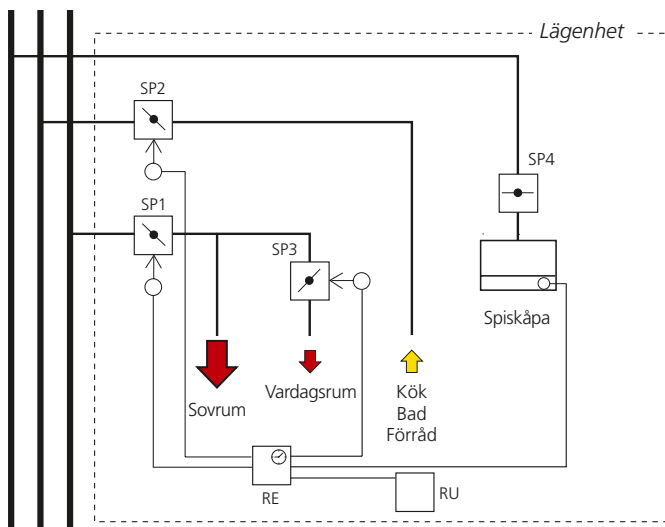 Lägenhet
SP2
SP4
SP1
SP3
Spiskåpa
Vardagsrum
Kök
Sovrum
Bad
Förråd
RE
RU